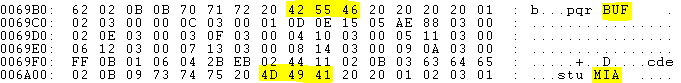 0069B0: 62 02 0B 0B 70 71 72 20 42 55 46 20 20 20 20 01 : b...pqr BUF    .
0069C0: 02 03 00 00 0C 03 00 01 0D 0E 15 05 AE 88 03 00 : ................
0069D0: 02 0E 03 00 03 0F 03 00 04 10 03 00 05 11 03 00 : ................
0069E0: 06 12 03 00 07 13 03 00 08 14 03 00 09 0A 03 00 : ................
0069F0: FF 0B 01 06 04 2B EB 02 44 11 02 0B 03 63 64 65 : .....+..D....cde
006A00: 02 0B 09 73 74 75 20 4D 49 41 20 20 01 02 03 01 : ...stu MIA  ....